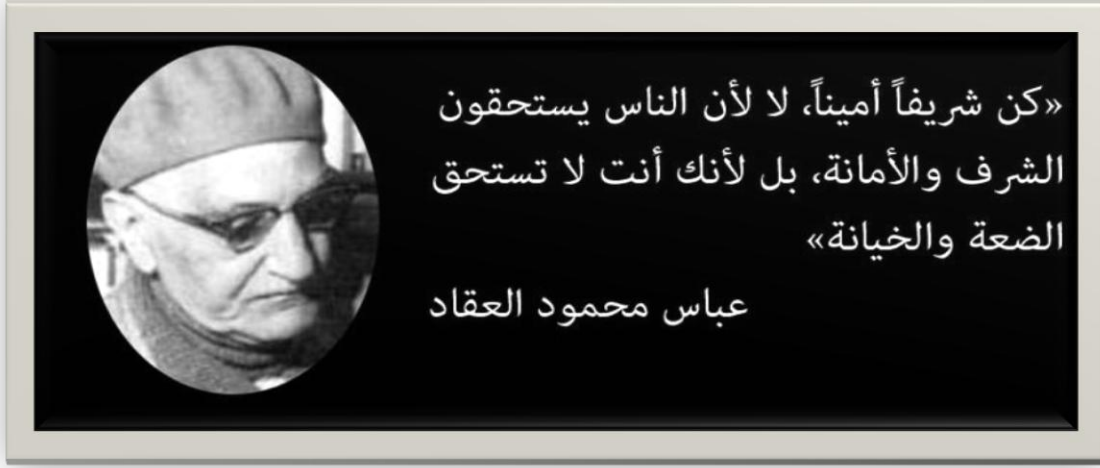 «كن شريفاً أميناً، لا لأن الناس يستحقون
الشرف والأمانة، بل لأنك أنت لا تستحق
الضعة والخيانة»
عباس محمود العقاد